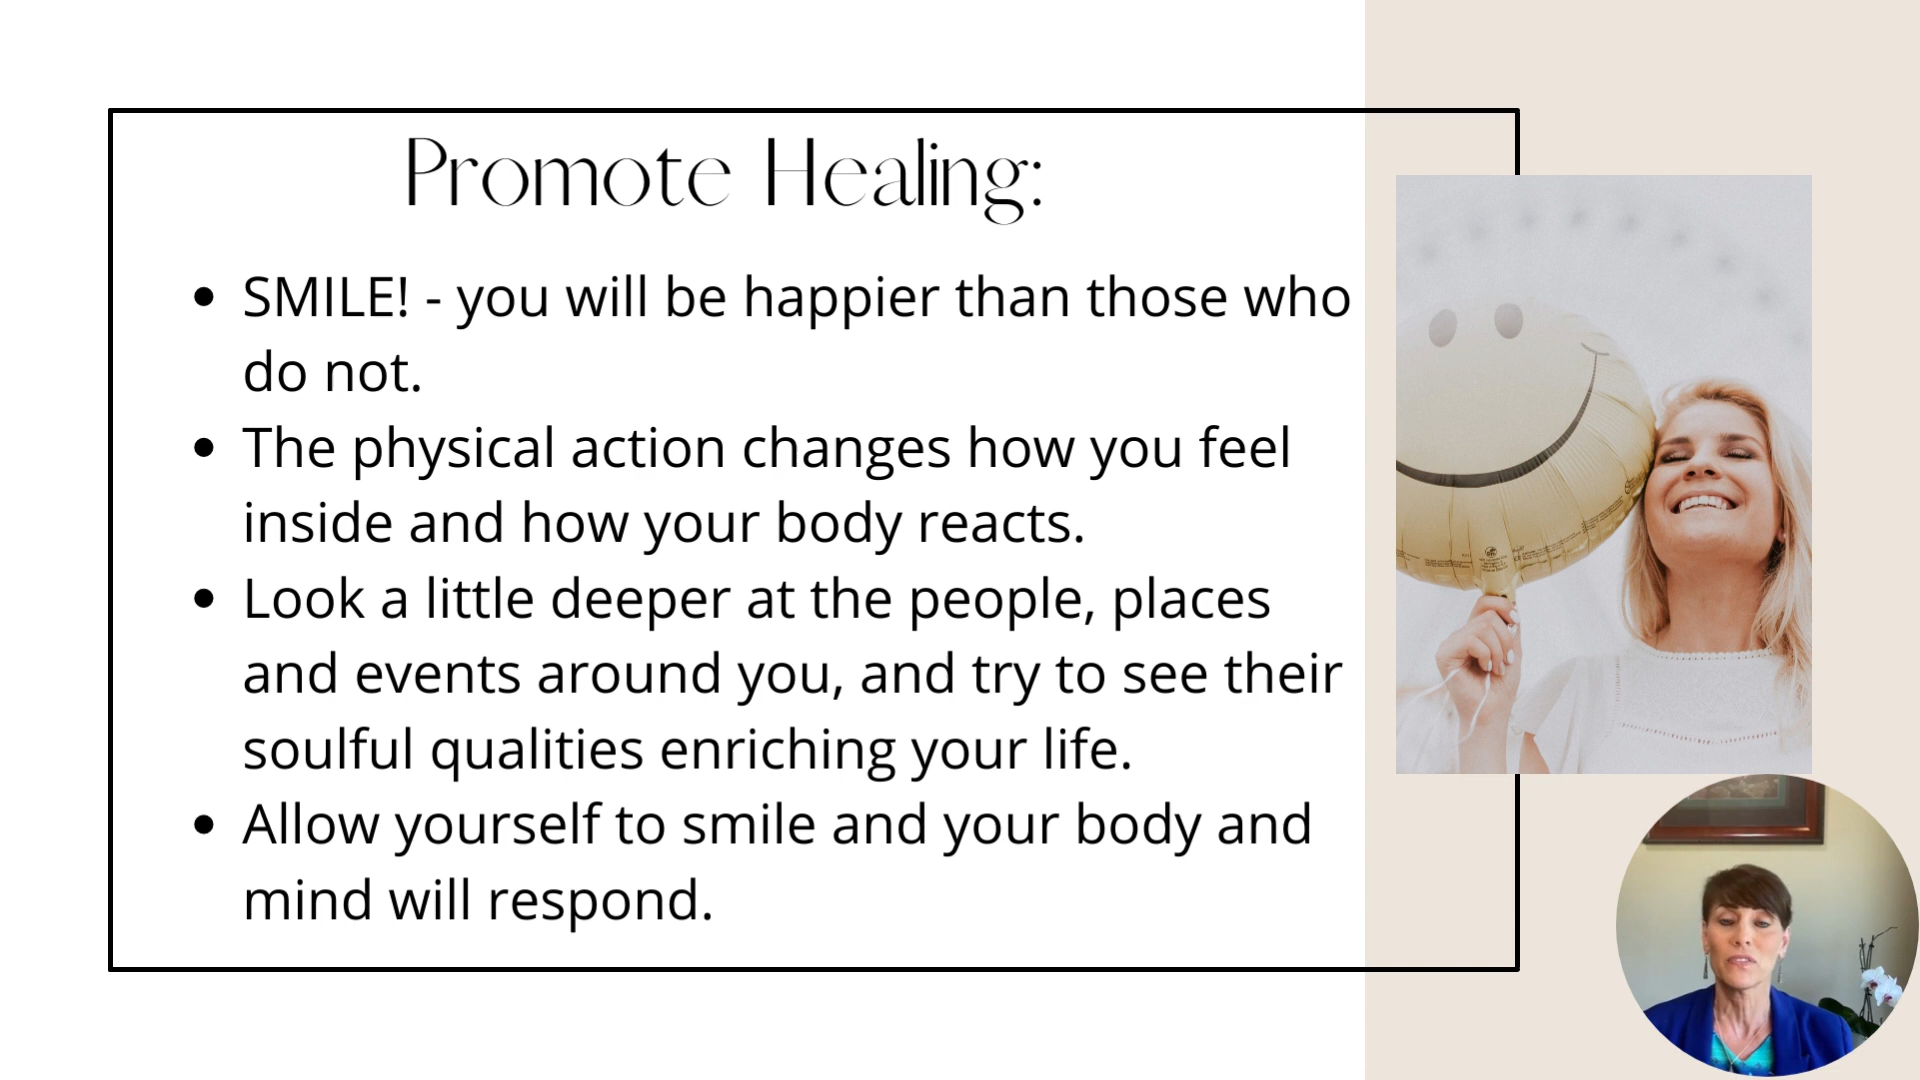 Promote Healing:
• SMILE! - you will be happier than those who
do not.
• The physical action changes how you feel
inside and how your body reacts.
• Look a little deeper at the people, places
and events around you, and try to see their
soulful qualities enriching your life.
• Allow yourself to smile and your body and
mind will respond.